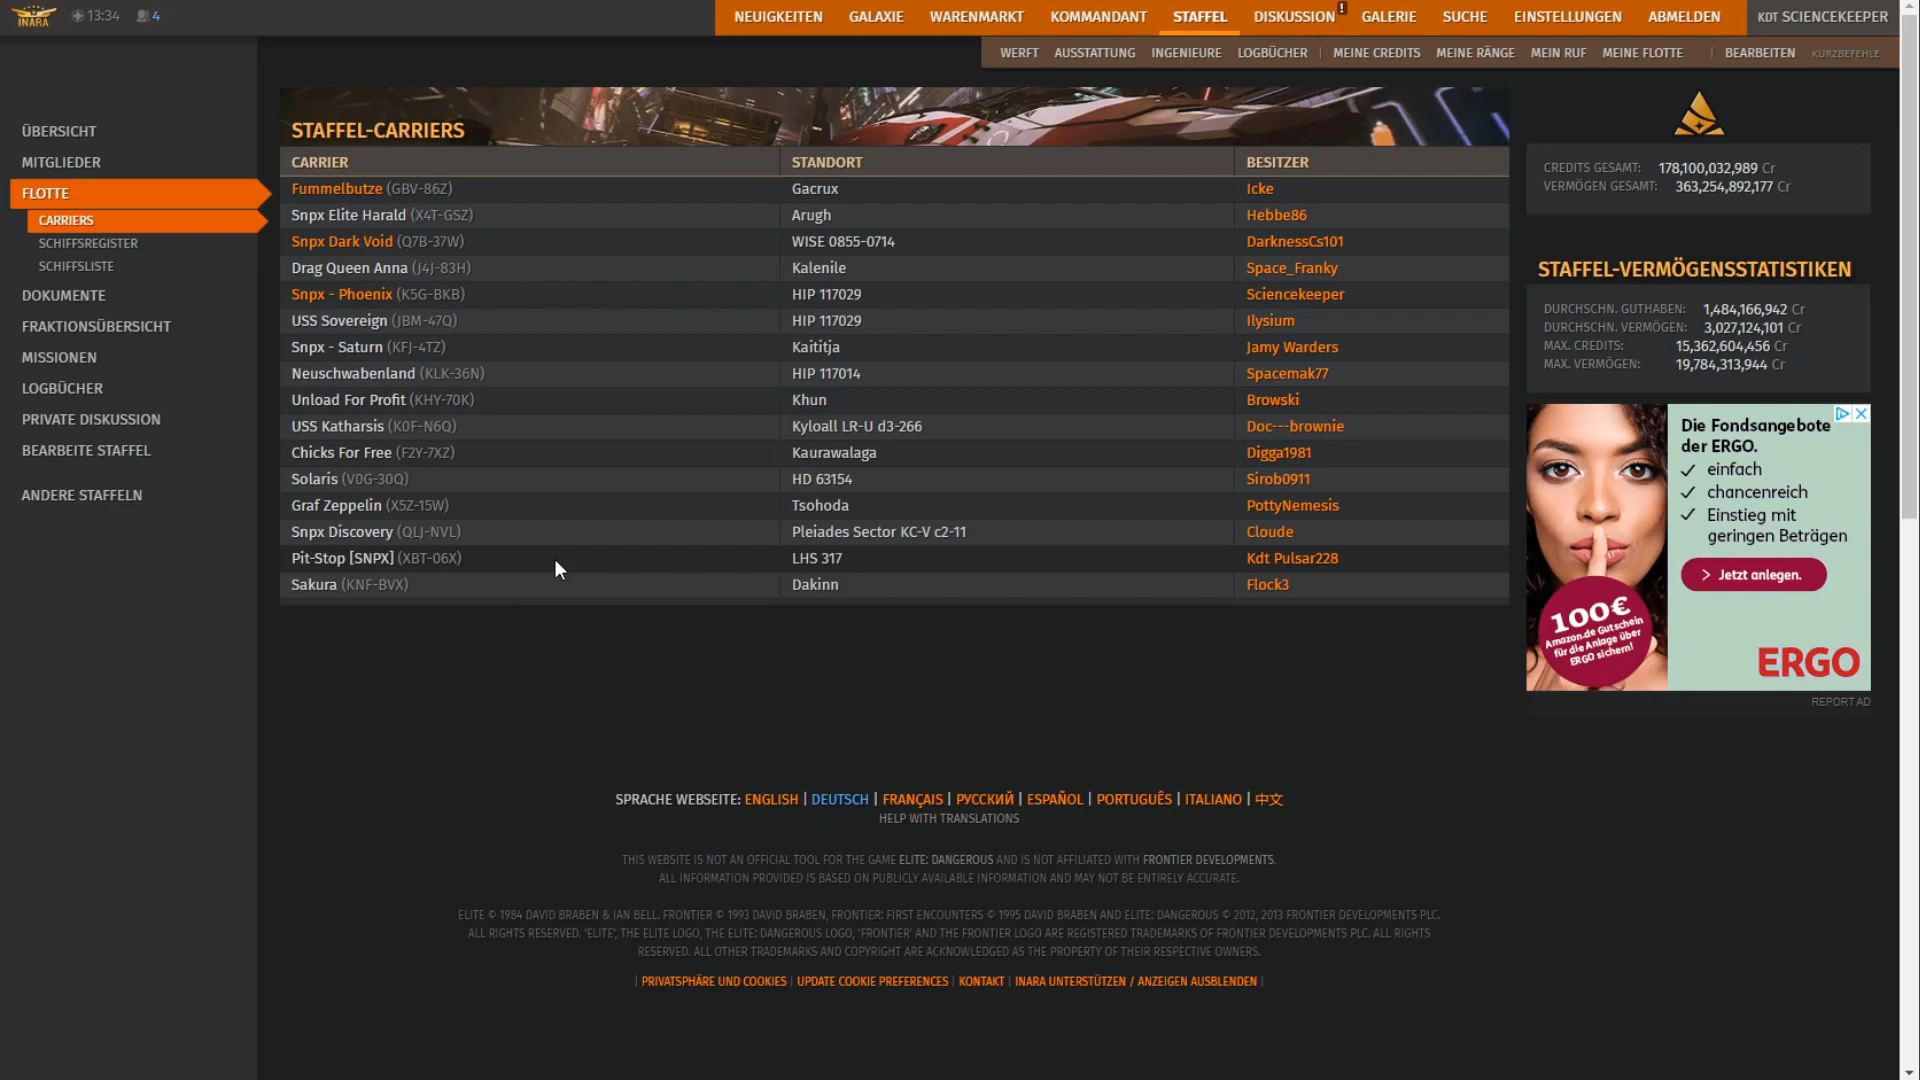 INARA
13:34
4
NEUIGKEITEN GALAXIE WARENMARKT KOMMANDANT STAFFEL DISKUSSION ! GALERIE SUCHE EINSTELLUNGEN ABMELDEN KDT SCIENCEKEEPER
WERFT AUSSTATTUNG INGENIEURE LOGBÜCHER | MEINE CREDITS MEINE RÄNGE MEIN RUF MEINE FLOTTE | BEARBEITEN KURZBEFEHLE
ÜBERSICHT
MITGLIEDER
FLOTTE
CARRIERS
SCHIFFSREGISTER
SCHIFFSLISTE
DOKUMENTE
FRAKTIONSÜBERSICHT
MISSIONEN
LOGBÜCHER
PRIVATE DISKUSSION
BEARBEITE STAFFEL
ANDERE STAFFELN
STAFFEL-CARRIERS
CARRIER STANDORT BESITZER
Fummelbutze (GBV-86Z) Gacrux Icke
Snpx Elite Harald (X4T-GSZ) Arugh Hebbe86
Snpx Dark Void (Q7B-37W) WISE 0855-0714 DarknessCs101
Drag Queen Anna (J4J-83H) Kalenile Space_Franky
Snpx - Phoenix (K5G-BKB) HIP 117029 Sciencekeeper
USS Sovereign (JBM-47Q) HIP 117029 Ilysium
Snpx - Saturn (KFJ-4TZ) Kaititja Jamy Warders
Neuschwabenland (KLK-36N) HIP 117014 Spacemak77
Unload For Profit (KHY-70K) Khun Browski
USS Katharsis (K0F-N6Q) Kyloall LR-U d3-266 Doc---brownie
Chicks For Free (F2Y-7XZ) Kaurawalaga Digga1981
Solaris (V0G-30Q) HD 63154 Sirob0911
Graf Zeppelin (X5Z-15W) Tsohoda PottyNemesis
Snpx Discovery (QLJ-NVL) Pleiades Sector KC-V c2-11 Cloude
Pit-Stop [SNPX] (XBT-06X) LHS 317 Kdt Pulsar228
Sakura (KNF-BVX) Dakinn Flock3
CREDITS GESAMT: 178,100,032,989 Cr
VERMÖGEN GESAMT: 363,254,892,177 Cr
STAFFEL-VERMÖGENSSTATISTIKEN
DURCHSCHN. GUTHABEN: 1,484,166,942 Cr
DURCHSCHN. VERMÖGEN: 3,027,124,101 Cr
MAX. CREDITS: 15,362,604,456 Cr
MAX. VERMÖGEN: 19,784,313,944 Cr
Die Fondsangebote
der ERGO.
einfach
chancenreich
Einstieg mit
geringen Beträgen
> Jetzt anlegen.
100€
Amazon.de Gutschein
für die Anlage über
ERGO sichern!
ERGO
REPORT AD
SPRACHE WEBSEITE: ENGLISH | DEUTSCH | FRANÇAIS | РУССКИЙ | ESPAÑOL | PORTUGUÊS | ITALIANO | 中文
HELP WITH TRANSLATIONS
THIS WEBSITE IS NOT AN OFFICIAL TOOL FOR THE GAME ELITE: DANGEROUS AND IS NOT AFFILIATED WITH FRONTIER DEVELOPMENTS.
ALL INFORMATION PROVIDED IS BASED ON PUBLICLY AVAILABLE INFORMATION AND MAY NOT BE ENTIRELY ACCURATE.
ELITE © 1984 DAVID BRABEN & IAN BELL. FRONTIER © 1993 DAVID BRABEN, FRONTIER: FIRST ENCOUNTERS © 1995 DAVID BRABEN AND ELITE: DANGEROUS © 2012, 2013 FRONTIER DEVELOPMENTS PLC.
ALL RIGHTS RESERVED. 'ELITE', THE ELITE LOGO, THE ELITE: DANGEROUS LOGO, 'FRONTIER' AND THE FRONTIER LOGO ARE REGISTERED TRADEMARKS OF FRONTIER DEVELOPMENTS PLC. ALL RIGHTS
RESERVED. ALL OTHER TRADEMARKS AND COPYRIGHT ARE ACKNOWLEDGED AS THE PROPERTY OF THEIR RESPECTIVE OWNERS.
| PRIVATSPHÄRE UND COOKIES | UPDATE COOKIE PREFERENCES | KONTAKT | INARA UNTERSTÜTZEN / ANZEIGEN AUSBLENDEN |